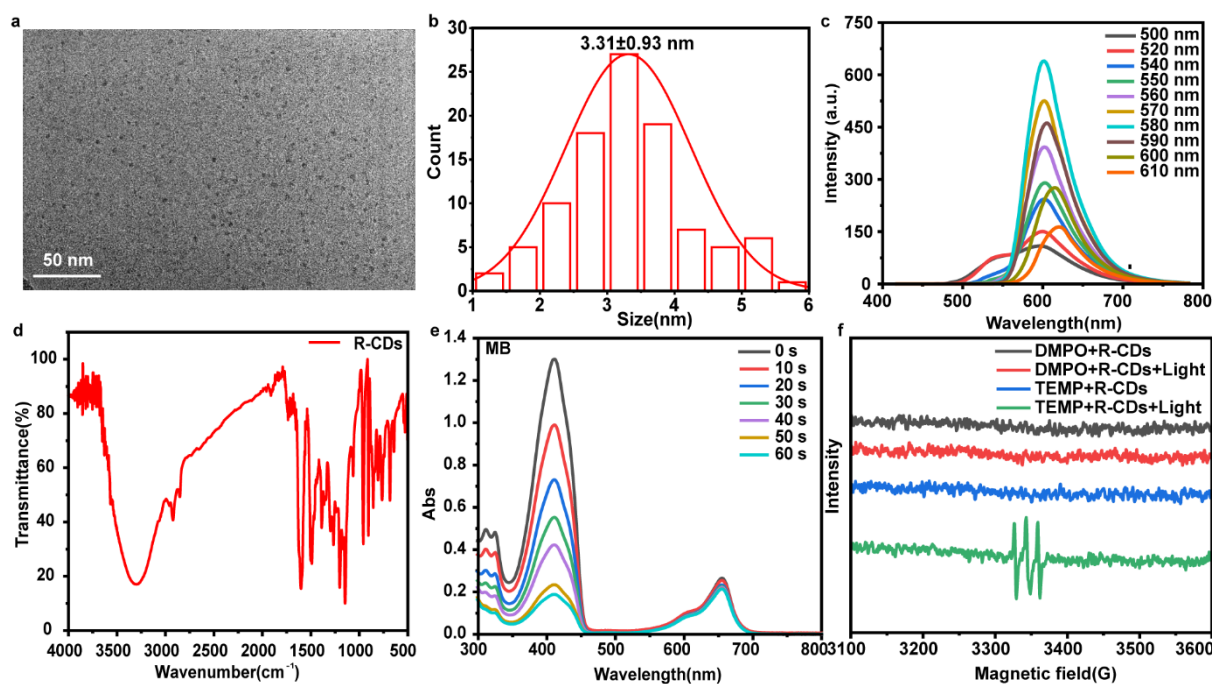 a
50 nm
b
3.31±0.93 nm
30
25
20
15
10
5
0
Count
1 2 3 4 5 6
Size(nm)
c
750
600
450
300
150
0
Intensity (a.u.)
500 nm
520 nm
540 nm
550 nm
560 nm
570 nm
580 nm
590 nm
600 nm
610 nm
400 500 600 700 800
Wavelength(nm)
d
R-CDs
100
80
60
40
20
0
Transmittance(%)
4000 3500 3000 2500 2000 1500 1000 500
Wavenumber(cm⁻¹)
e
MB
1.4
1.2
1.0
0.8
0.6
0.4
0.2
0.0
Abs
0 s
10 s
20 s
30 s
40 s
50 s
60 s
300 400 500 600 700 800
Wavelength(nm)
f
DMPO+R-CDs
DMPO+R-CDs+Light
TEMP+R-CDs
TEMP+R-CDs+Light
Intensity
3100 3200 3300 3400 3500 3600
Magnetic field(G)